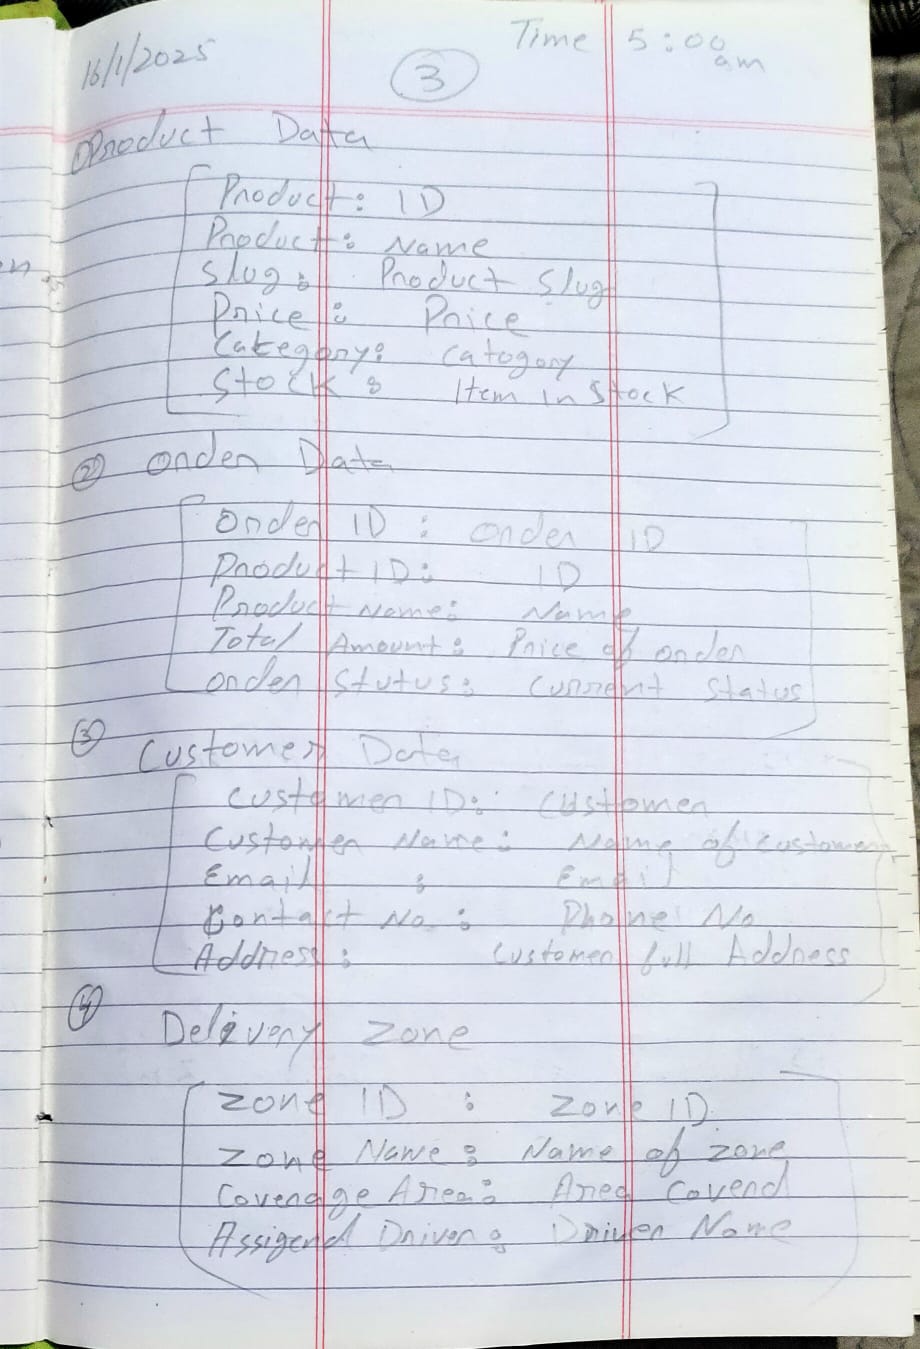 16/1/2025
Time 5:00 am
3
① Product Data
Product: ID
Product: Name
Slug: Product Slug
Price: Price
Category: Catogory
Stock: Item in Stock
② Order Data
Order ID: Order ID
Product ID: ID
Product Name: Name
Total Amount: Price of order
Order Stutus: Current Status
③ Customer Data
Customer ID: Customer
Customer Name: Name of Customer
Email: Email
Contact No: Phone No
Address: Customer full Address
④ Delivery Zone
Zone ID: Zone ID
Zone Name: Name of zone
Coverage Area: Area Coverd
Assigend Driver: Driver Name